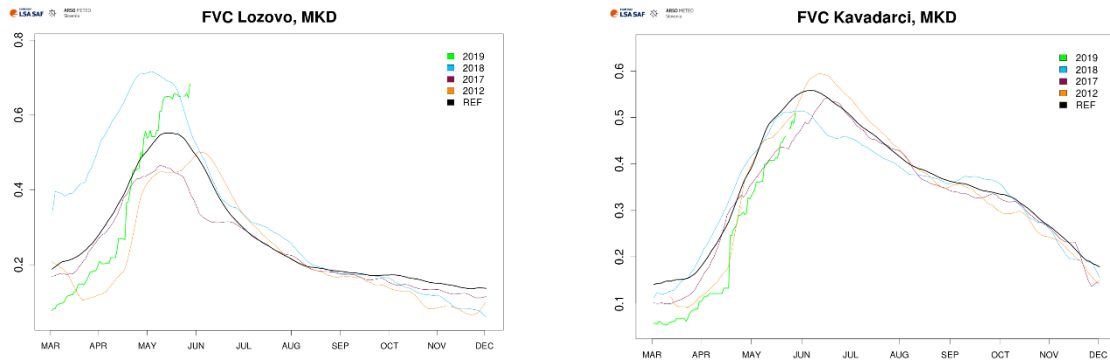 LSA SAF ARSO METEO
Slovenia
FVC Lozovo, MKD
2019
2018
2017
2012
REF
0.8
0.6
0.4
0.2
MAR APR MAY JUN JUL AUG SEP OCT NOV DEC
LSA SAF ARSO METEO
Slovenia
FVC Kavadarci, MKD
2019
2018
2017
2012
REF
0.6
0.5
0.4
0.3
0.2
0.1
MAR APR MAY JUN JUL AUG SEP OCT NOV DEC